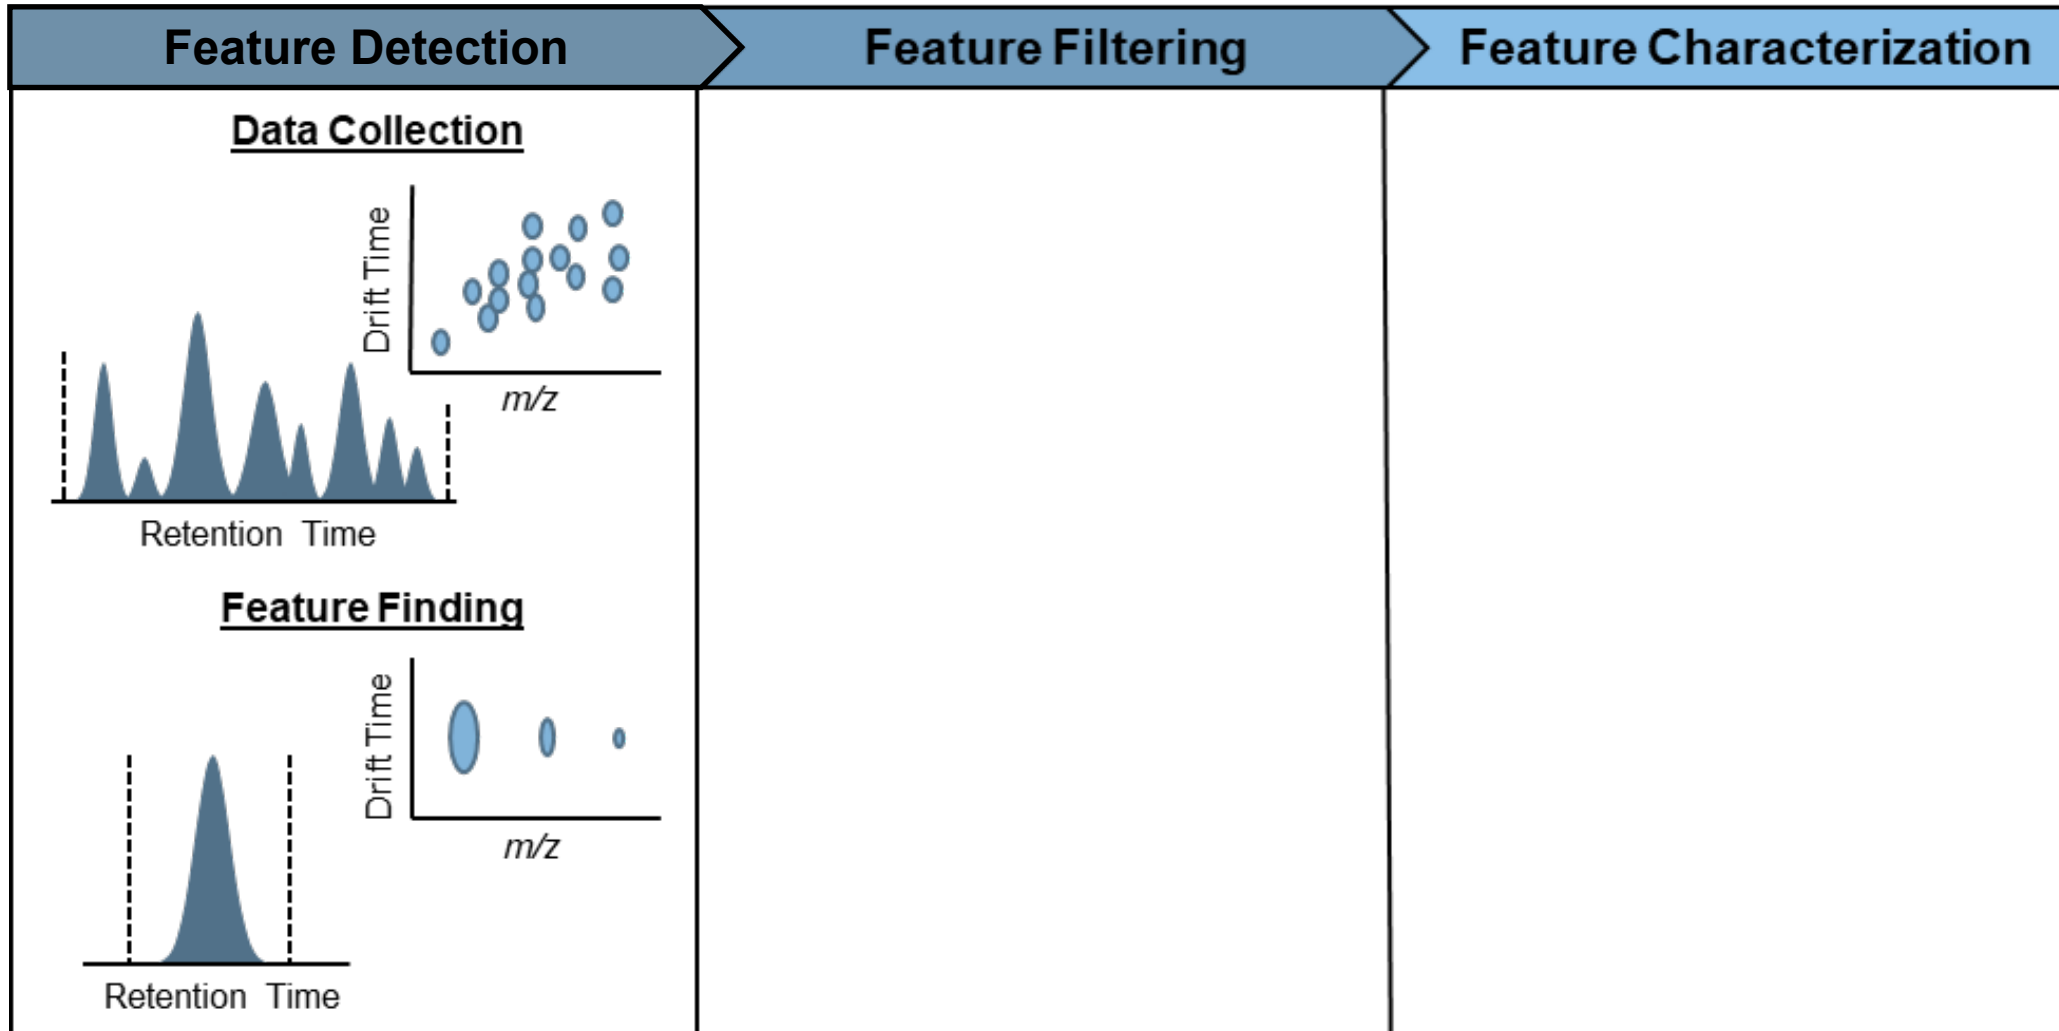 Feature Detection
Feature Filtering
Feature Characterization
Data Collection
Drift Time
m/z
Retention Time
Feature Finding
Drift Time
m/z
Retention Time